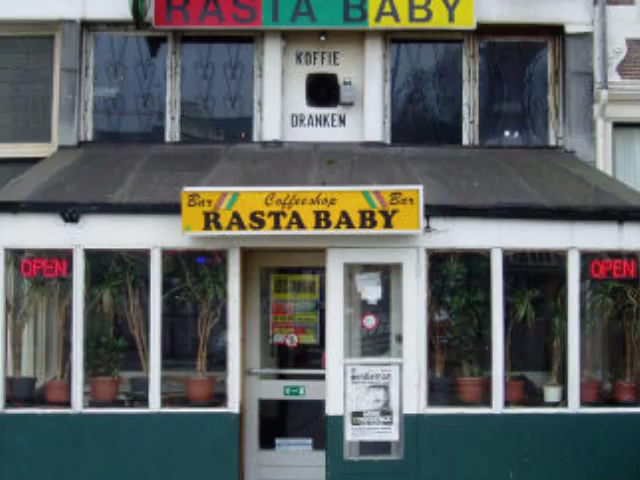 RASTA BABY
KOFFIE
DRANKEN
Bar Coffeeshop Bar
RASTA BABY
OPEN
OPEN